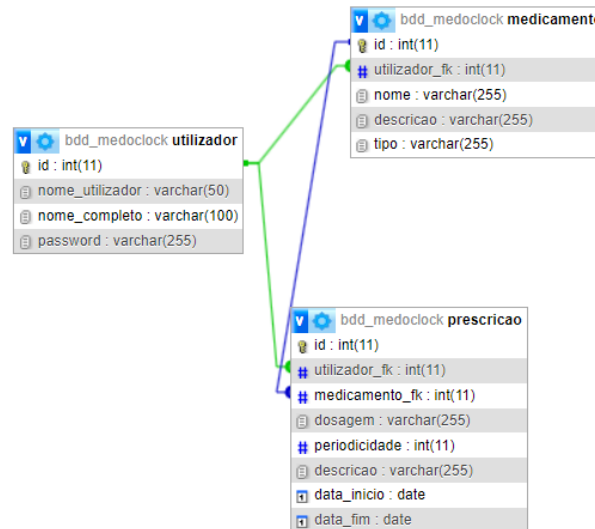 bdd_medoclock medicamento
id : int(11)
utilizador_fk : int(11)
nome : varchar(255)
descricao : varchar(255)
tipo : varchar(255)
bdd_medoclock utilizador
id : int(11)
nome_utilizador : varchar(50)
nome_completo : varchar(100)
password : varchar(255)
bdd_medoclock prescricao
id : int(11)
utilizador_fk : int(11)
medicamento_fk : int(11)
dosagem : varchar(255)
periodicidade : int(11)
descricao : varchar(255)
data_inicio : date
data_fim : date